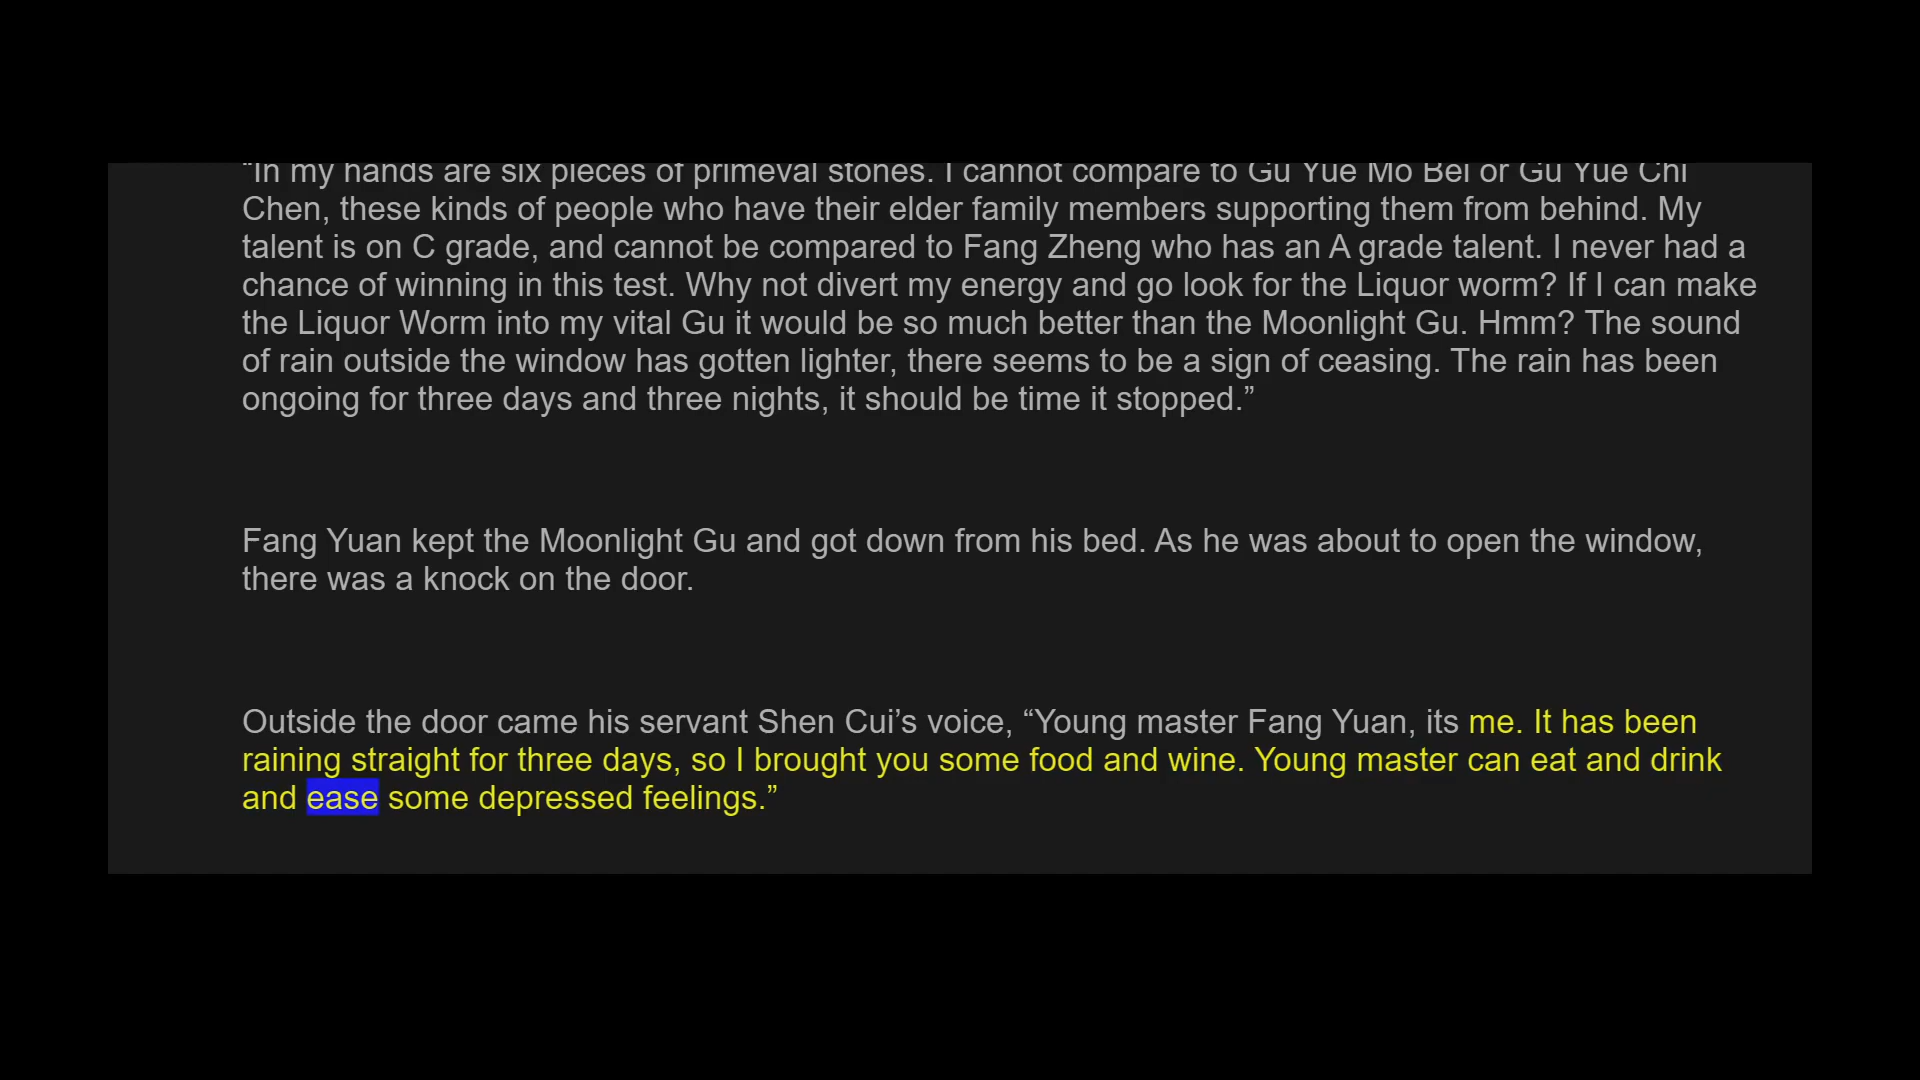 “In my hands are six pieces of primeval stones. I cannot compare to Gu Yue Mo Bei or Gu Yue Chi
Chen, these kinds of people who have their elder family members supporting them from behind. My
talent is on C grade, and cannot be compared to Fang Zheng who has an A grade talent. I never had a
chance of winning in this test. Why not divert my energy and go look for the Liquor worm? If I can make
the Liquor Worm into my vital Gu it would be so much better than the Moonlight Gu. Hmm? The sound
of rain outside the window has gotten lighter, there seems to be a sign of ceasing. The rain has been
ongoing for three days and three nights, it should be time it stopped.”
Fang Yuan kept the Moonlight Gu and got down from his bed. As he was about to open the window,
there was a knock on the door.
Outside the door came his servant Shen Cui’s voice, “Young master Fang Yuan, its me. It has been
raining straight for three days, so I brought you some food and wine. Young master can eat and drink
and ease some depressed feelings.”